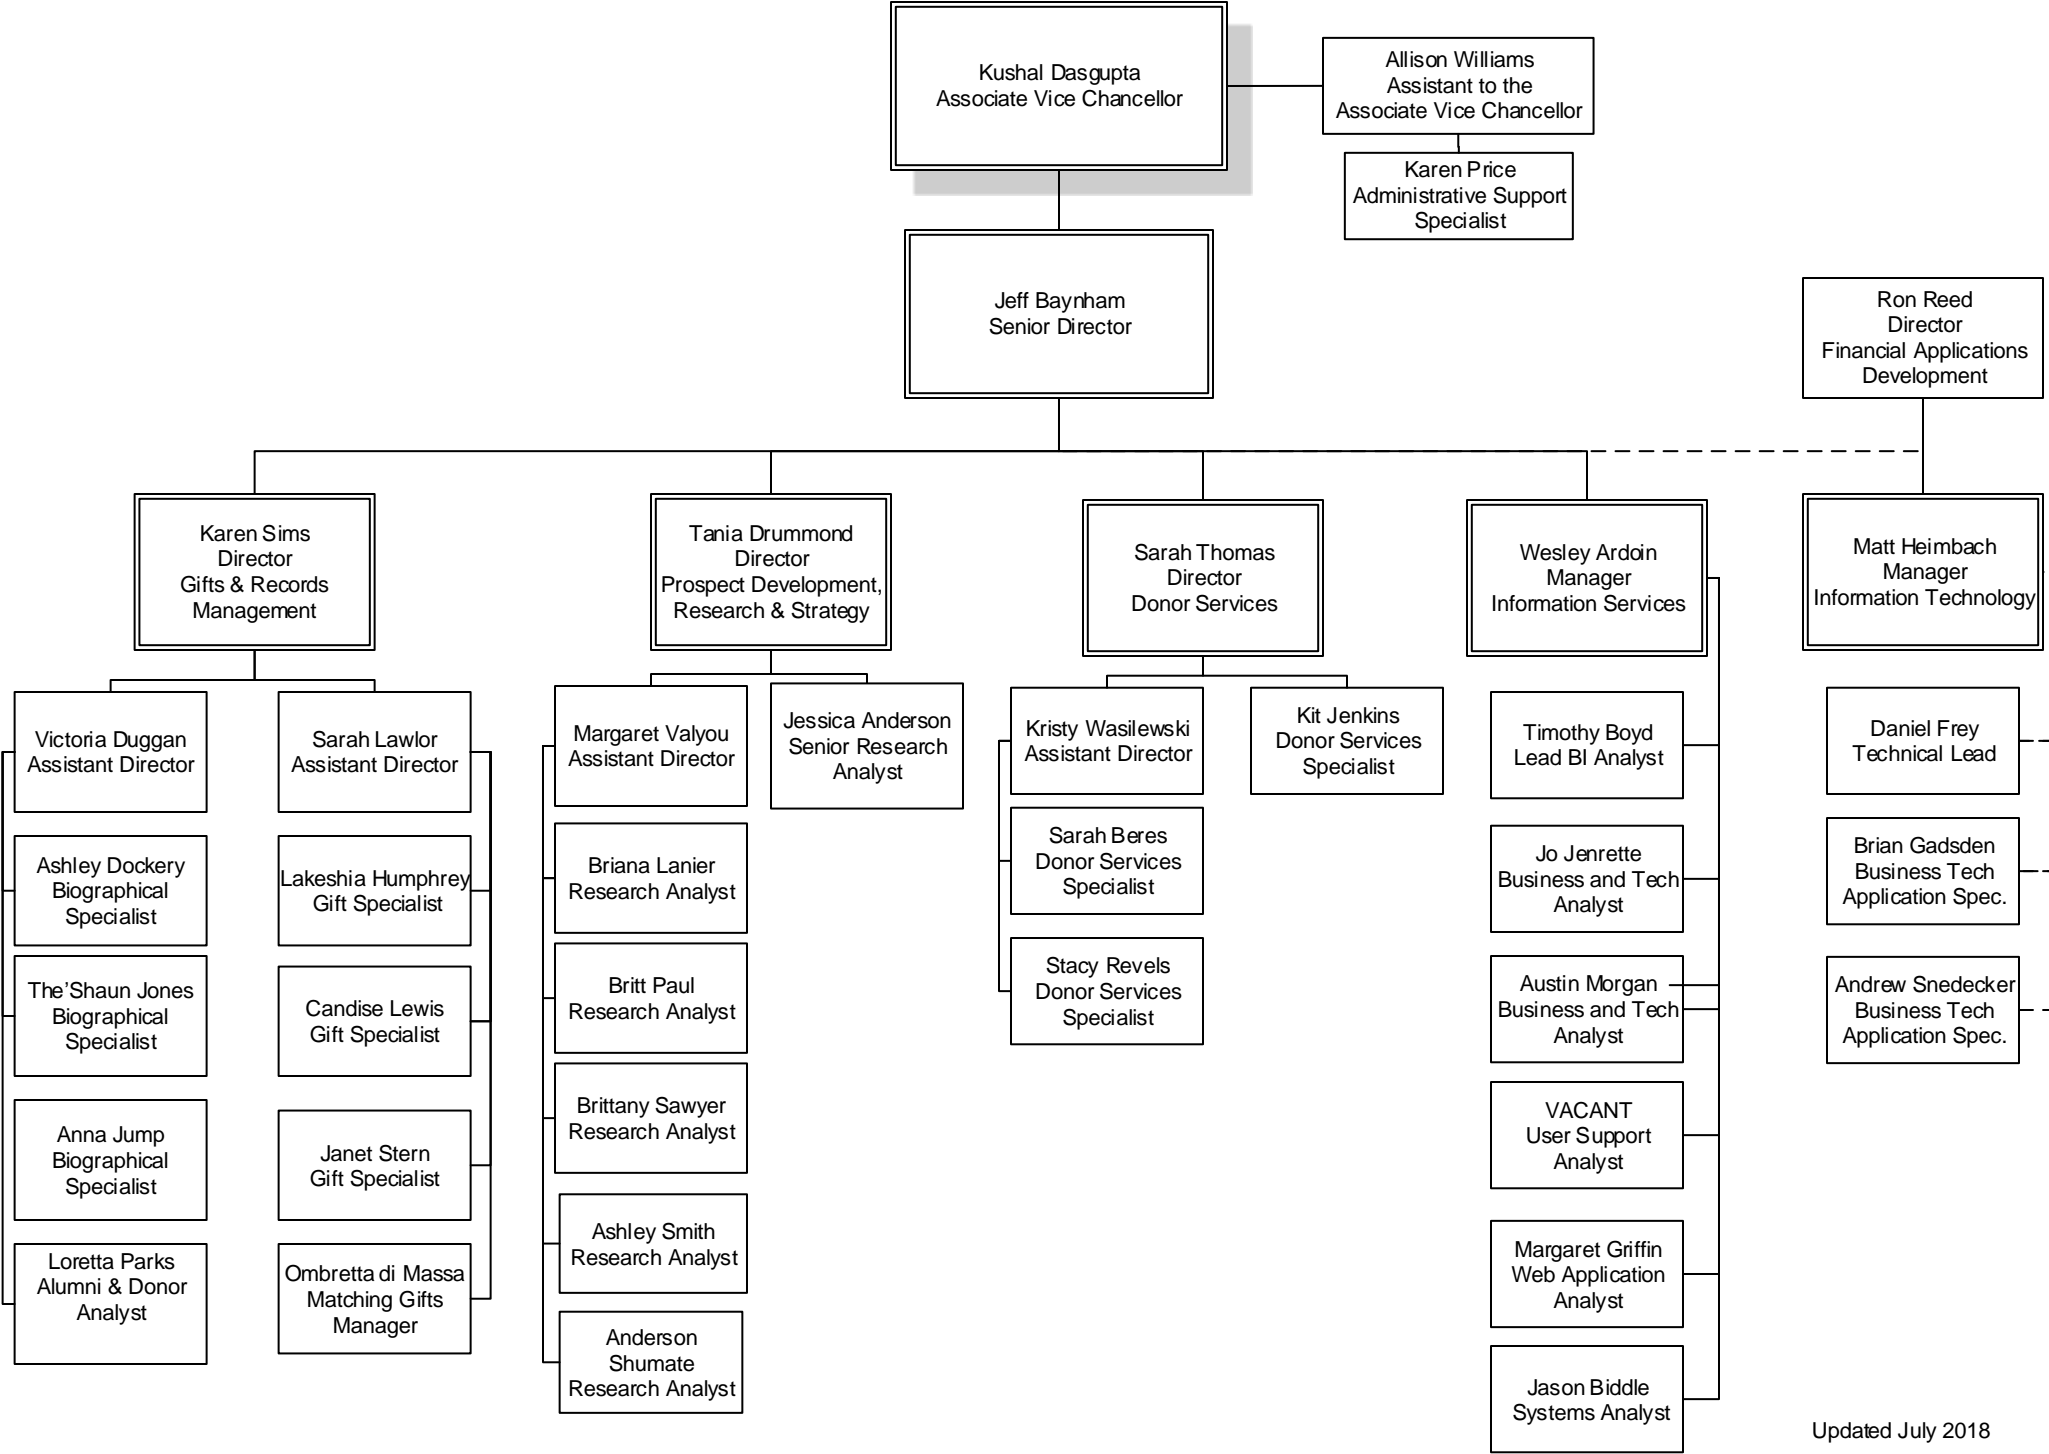 Kushal Dasgupta
Associate Vice Chancellor
Allison Williams
Assistant to the
Associate Vice Chancellor
Karen Price
Administrative Support
Specialist
Jeff Baynham
Senior Director
Ron Reed
Director
Financial Applications
Development
Karen Sims
Director
Gifts & Records
Management
Tania Drummond
Director
Prospect Development,
Research & Strategy
Sarah Thomas
Director
Donor Services
Wesley Ardoin
Manager
Information Services
Matt Heimbach
Manager
Information Technology
Victoria Duggan
Assistant Director
Ashley Dockery
Biographical
Specialist
The’Shaun Jones
Biographical
Specialist
Anna Jump
Biographical
Specialist
Loretta Parks
Alumni & Donor
Analyst
Sarah Lawlor
Assistant Director
Lakeshia Humphrey
Gift Specialist
Candise Lewis
Gift Specialist
Janet Stern
Gift Specialist
Ombretta di Massa
Matching Gifts
Manager
Margaret Valyou
Assistant Director
Briana Lanier
Research Analyst
Britt Paul
Research Analyst
Brittany Sawyer
Research Analyst
Ashley Smith
Research Analyst
Anderson
Shumate
Research Analyst
Jessica Anderson
Senior Research
Analyst
Kristy Wasilewski
Assistant Director
Sarah Beres
Donor Services
Specialist
Stacy Revels
Donor Services
Specialist
Kit Jenkins
Donor Services
Specialist
Timothy Boyd
Lead BI Analyst
Jo Jenrette
Business and Tech
Analyst
Austin Morgan
Business and Tech
Analyst
VACANT
User Support
Analyst
Margaret Griffin
Web Application
Analyst
Jason Biddle
Systems Analyst
Daniel Frey
Technical Lead
Brian Gadsden
Business Tech
Application Spec.
Andrew Snedecker
Business Tech
Application Spec.
Updated July 2018